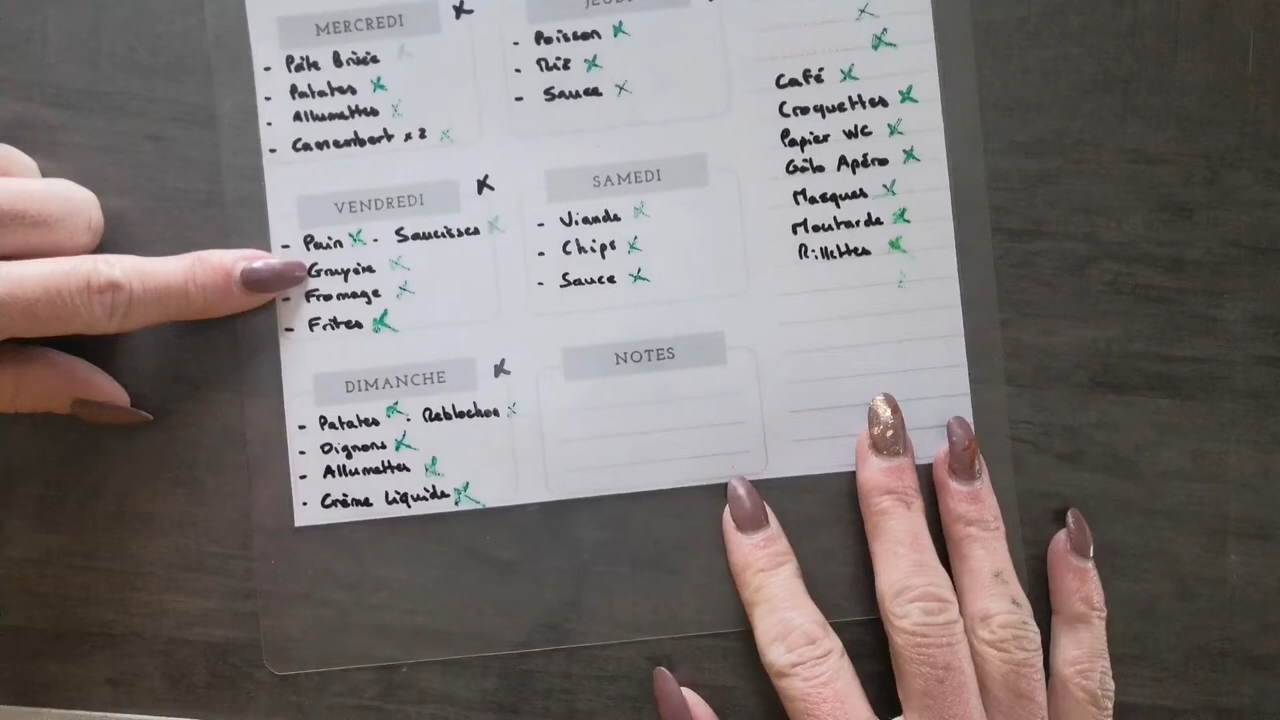 MERCREDI
- Pâte Brisée
- Patates x
- Allumettes x
- Camembert x2 x
JEUDI
- Poisson x
- Riz x
- Sauce x
VENDREDI
- Pain x - Saucisses x
Gruyère x
- Fromage x
- Frites x
SAMEDI
- Viande x
- Chips x
- Sauce x
DIMANCHE
- Patates x - Reblochon x
- Oignons x
- Allumettes x
- Crème Liquide x
NOTES
Café x
Croquettes x
Papier WC x
Gâto Apéro x
Masques x
Moutarde x
Rillettes x